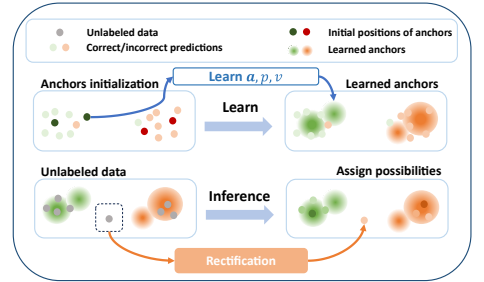 Unlabeled data
Initial positions of anchors
Correct/incorrect predictions
Learned anchors
Learn a, p, v
Anchors initialization
Learned anchors
Learn
Unlabeled data
Assign possibilities
Inference
Rectification